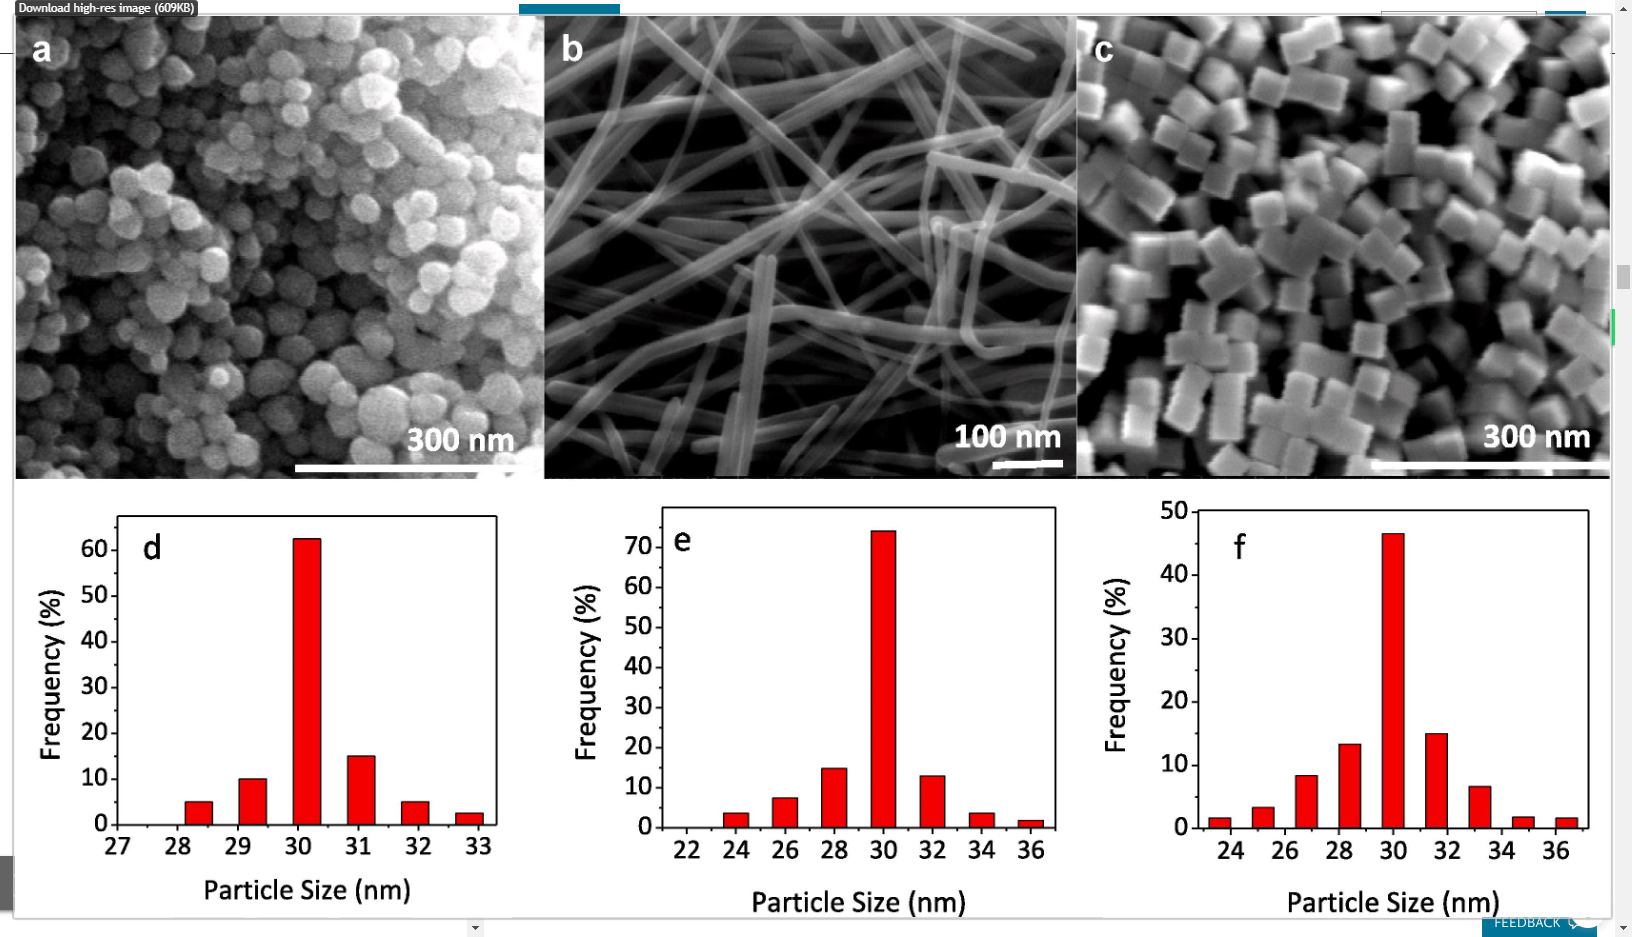 Download high-res image (609KB)
a
b
c
300 nm
100 nm
300 nm
d
Frequency (%)
60
50
40
30
20
10
0
27 28 29 30 31 32 33
Particle Size (nm)
e
Frequency (%)
70
60
50
40
30
20
10
0
22 24 26 28 30 32 34 36
Particle Size (nm)
f
Frequency (%)
50
40
30
20
10
0
24 26 28 30 32 34 36
Particle Size (nm)
FEEDBACK